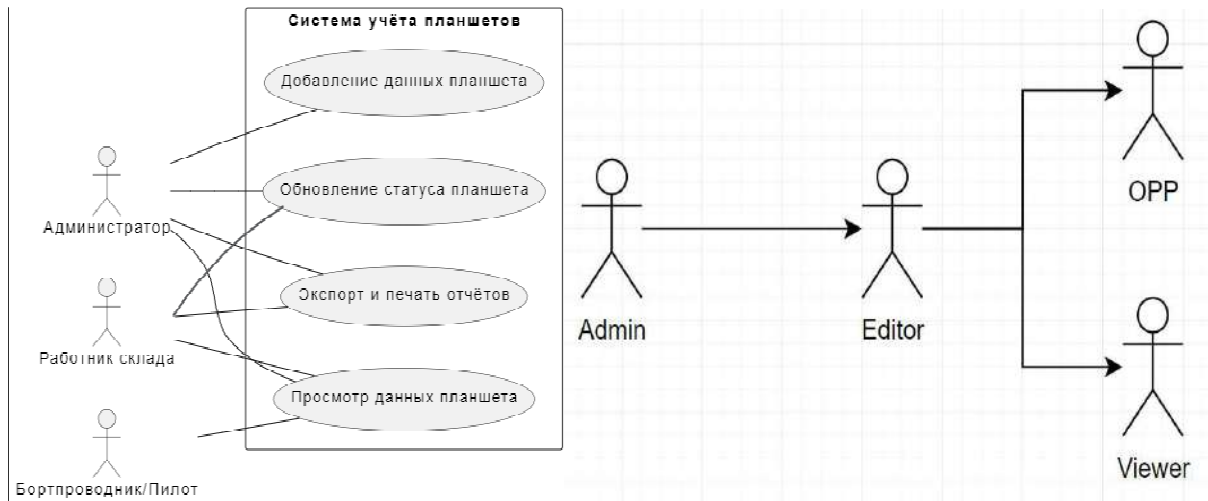 Система учёта планшетов
Добавление данных планшета
Обновление статуса планшета
Администратор
Экспорт и печать отчётов
Работник склада
Просмотр данных планшета
Бортпроводник/Пилот
OPP
Admin
Editor
Viewer